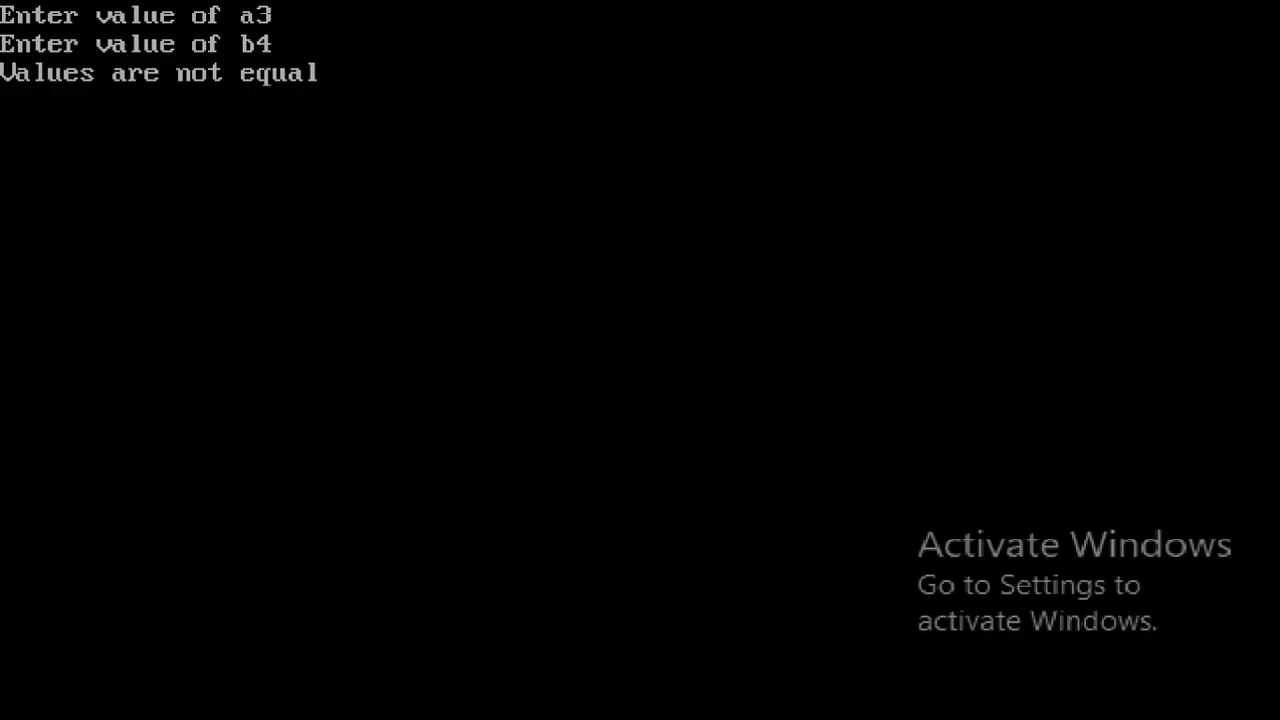 Enter value of a3
Enter value of b4
Values are not equal
Activate Windows
Go to Settings to
activate Windows.